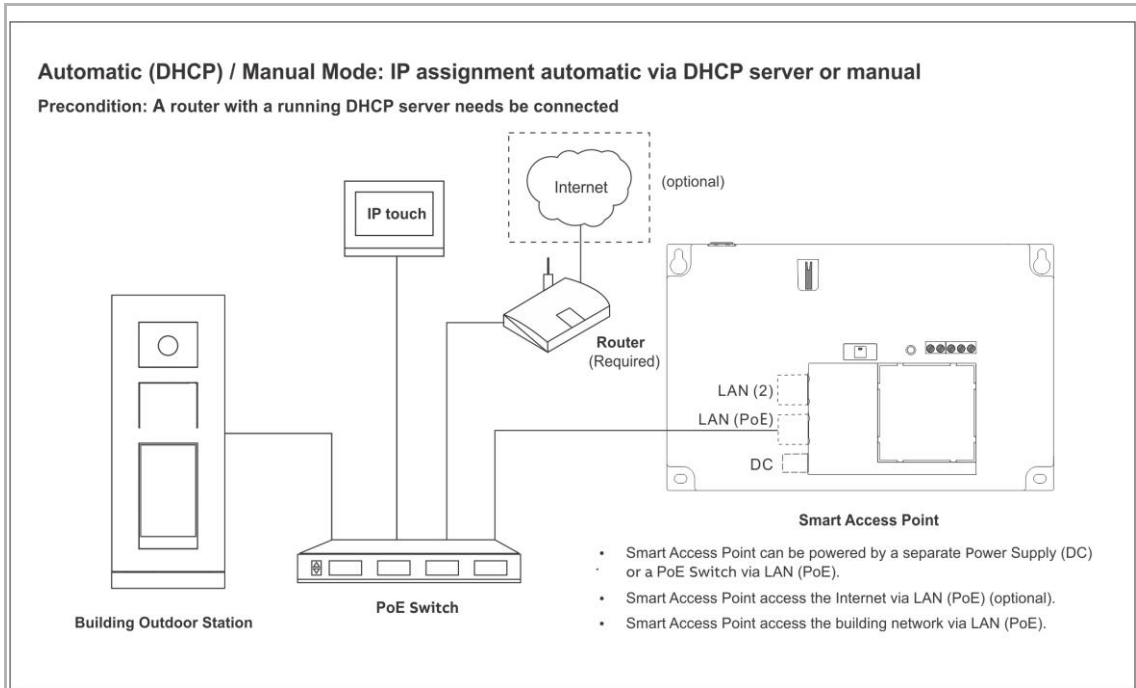 Automatic (DHCP) / Manual Mode: IP assignment automatic via DHCP server or manual
Precondition: A router with a running DHCP server needs be connected
Internet
(optional)
IP touch
Router
(Required)
LAN (2)
LAN (PoE)
DC
Smart Access Point
PoE Switch
Building Outdoor Station
• Smart Access Point can be powered by a separate Power Supply (DC)
or a PoE Switch via LAN (PoE).
• Smart Access Point access the Internet via LAN (PoE) (optional).
• Smart Access Point access the building network via LAN (PoE).